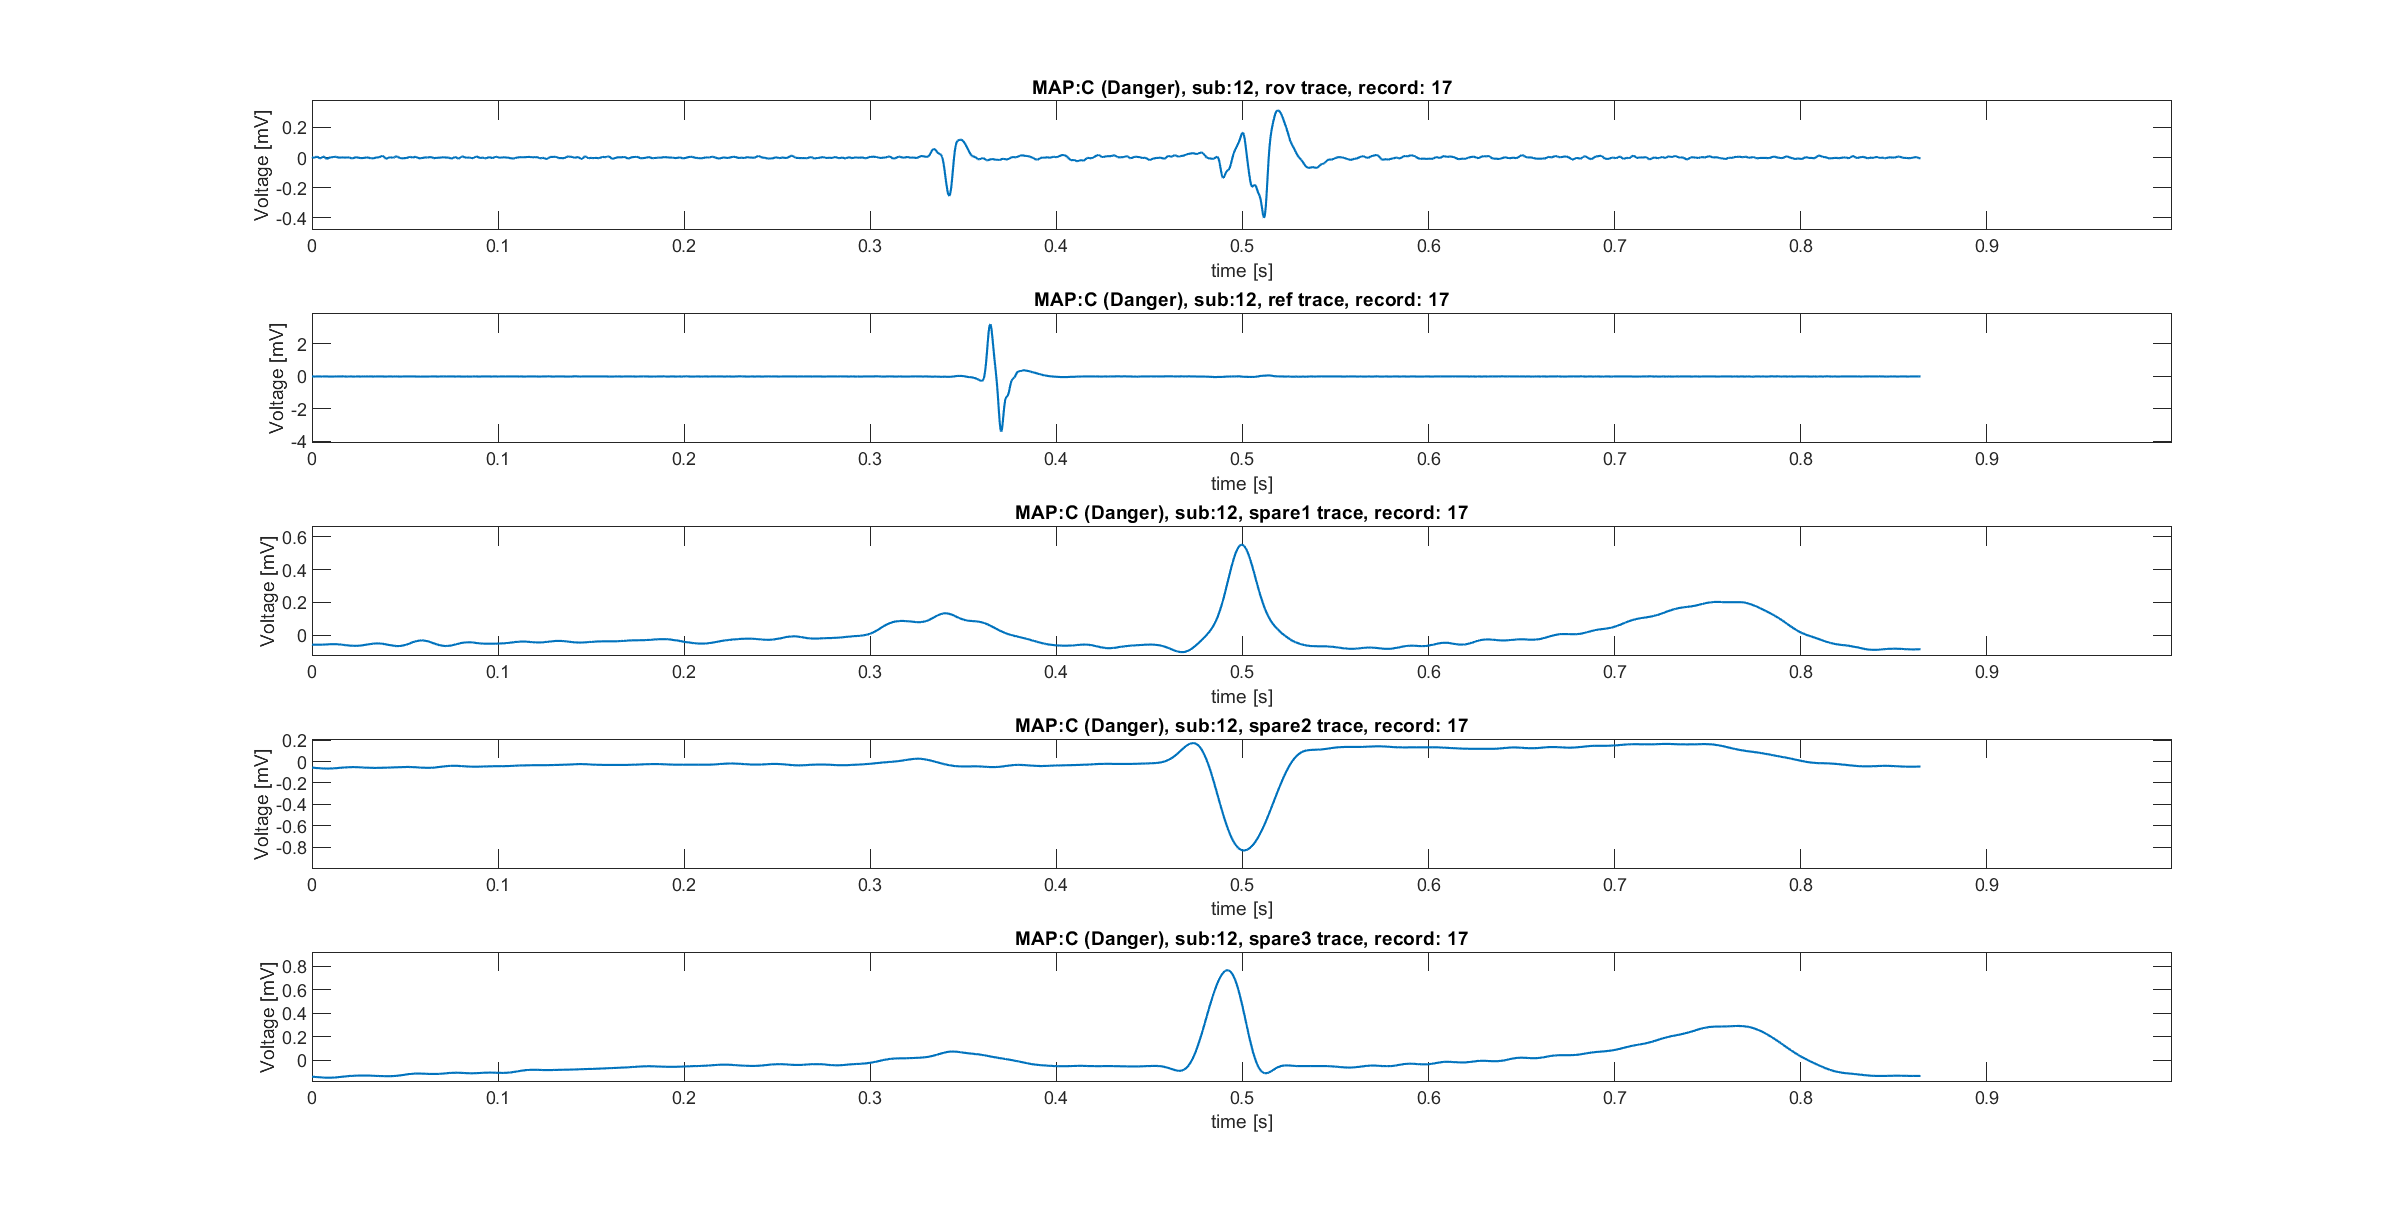 MAP:C (Danger), sub:12, rov trace, record: 17
Voltage [mV]
0.2
0
-0.2
-0.4
0 0.1 0.2 0.3 0.4 0.5 0.6 0.7 0.8 0.9
time [s]
MAP:C (Danger), sub:12, ref trace, record: 17
Voltage [mV]
2
0
-2
-4
0 0.1 0.2 0.3 0.4 0.5 0.6 0.7 0.8 0.9
time [s]
MAP:C (Danger), sub:12, spare1 trace, record: 17
Voltage [mV]
0.6
0.4
0.2
0
0 0.1 0.2 0.3 0.4 0.5 0.6 0.7 0.8 0.9
time [s]
MAP:C (Danger), sub:12, spare2 trace, record: 17
Voltage [mV]
0.2
0
-0.2
-0.4
-0.6
-0.8
0 0.1 0.2 0.3 0.4 0.5 0.6 0.7 0.8 0.9
time [s]
MAP:C (Danger), sub:12, spare3 trace, record: 17
Voltage [mV]
0.8
0.6
0.4
0.2
0
0 0.1 0.2 0.3 0.4 0.5 0.6 0.7 0.8 0.9
time [s]